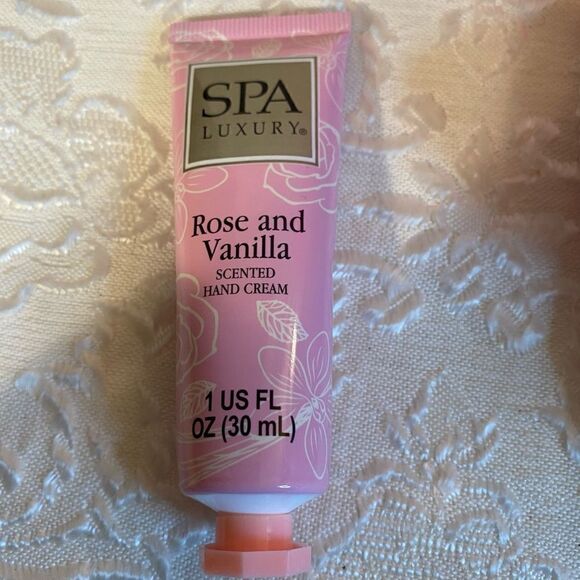 SPA
LUXURY®
Rose and
Vanilla
SCENTED
HAND CREAM
1 US FL
OZ (30 mL)